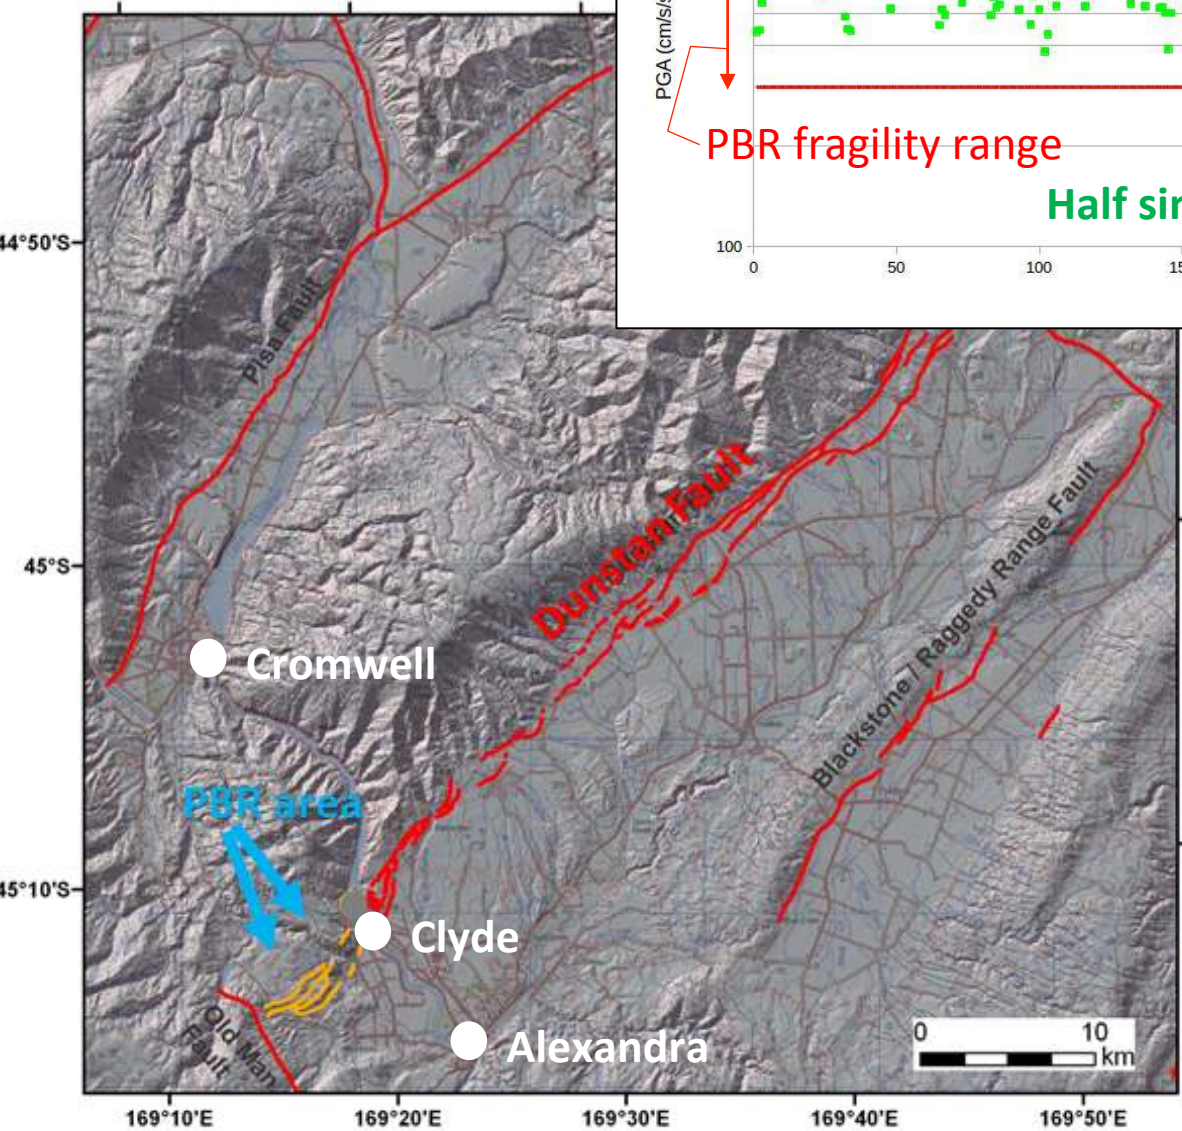 PGA (cm/s/s
PBR fragility range
Half sin
100
0
50
100
15
44°50'S
45°S
45°10'S
Pisa Fault
Dunstan Fault
Blackstone / Raggedy Range Fault
Cromwell
PBR area
Clyde
Old Man
Fault
Alexandra
0
10
km
169°10'E
169°20'E
169°30'E
169°40'E
169°50'E